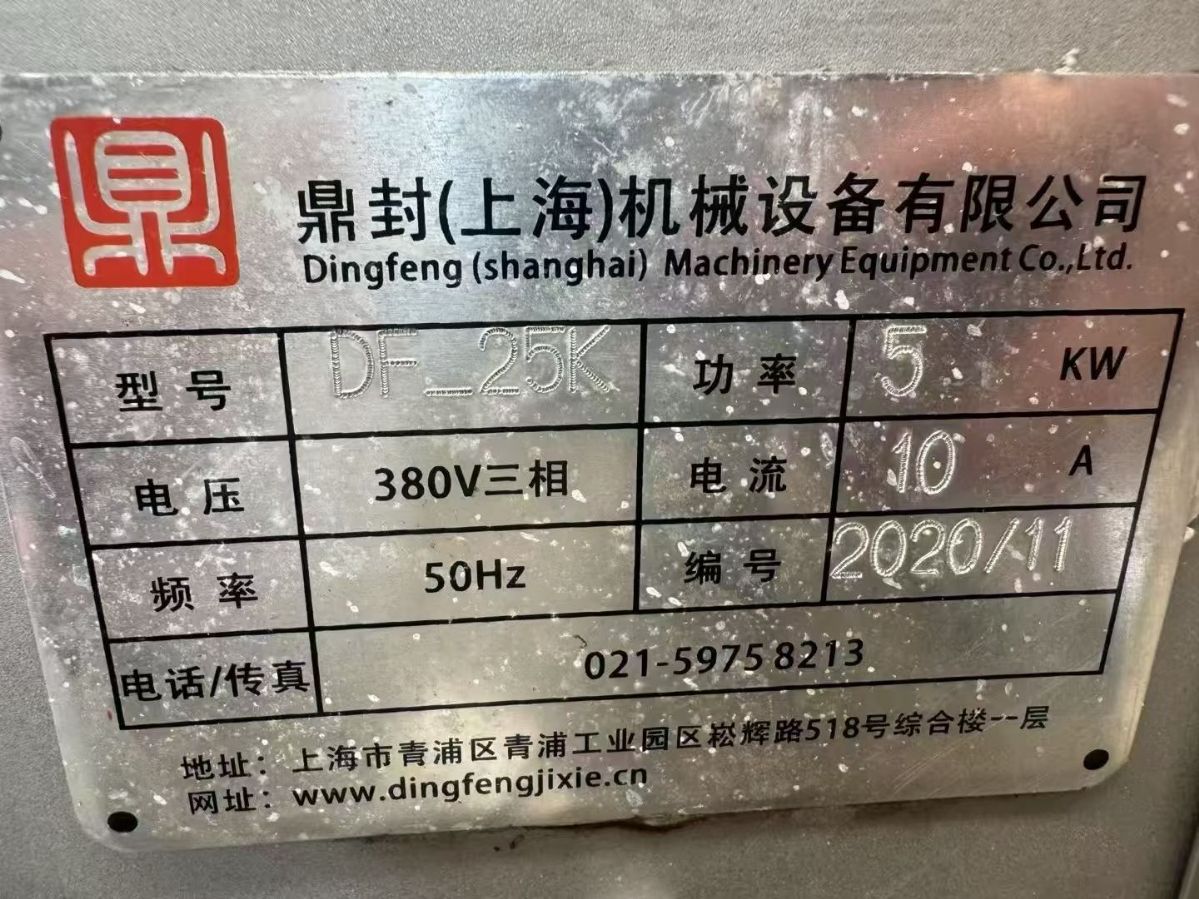 鼎
鼎封(上海)机械设备有限公司
Dingfeng (shanghai) Machinery Equipment Co.,Ltd.
型号 DF_25K 功率 5 KW
电压 380V三相 电流 10 A
频率 50Hz 编号 2020/11
电话/传真 021-5975 8213
地址：上海市青浦区青浦工业园区崧辉路518号综合楼一层
网址：www.dingfengjixie.cn